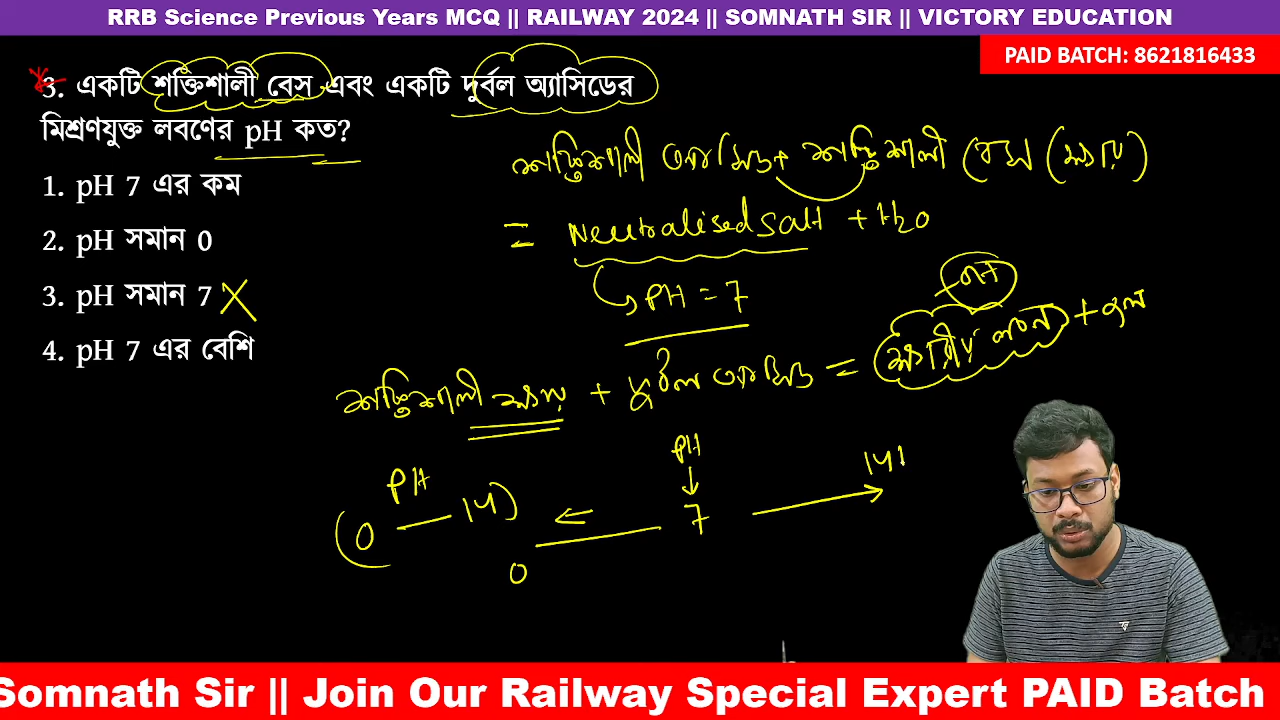 RRB Science Previous Years MCQ || RAILWAY 2024 || SOMNATH SIR || VICTORY EDUCATION
PAID BATCH: 8621816433
3. একটি শক্তিশালী বেস এবং একটি দুর্বল অ্যাসিডের
মিশ্রণযুক্ত লবণের pH কত?
1. pH 7 এর কম
2. pH সমান 0
3. pH সমান 7
4. pH 7 এর বেশি
শক্তিশালী অ্যাসিড + শক্তিশালী বেস (ক্ষার)
= Neutralised salt + H2O
PH = 7
শক্তিশালী ক্ষার + দুর্বল অ্যাসিড = ক্ষারীয় লবন + জল
PH
(0 — 14)
PH
0 7 14
Somnath Sir || Join Our Railway Special Expert PAID Batch